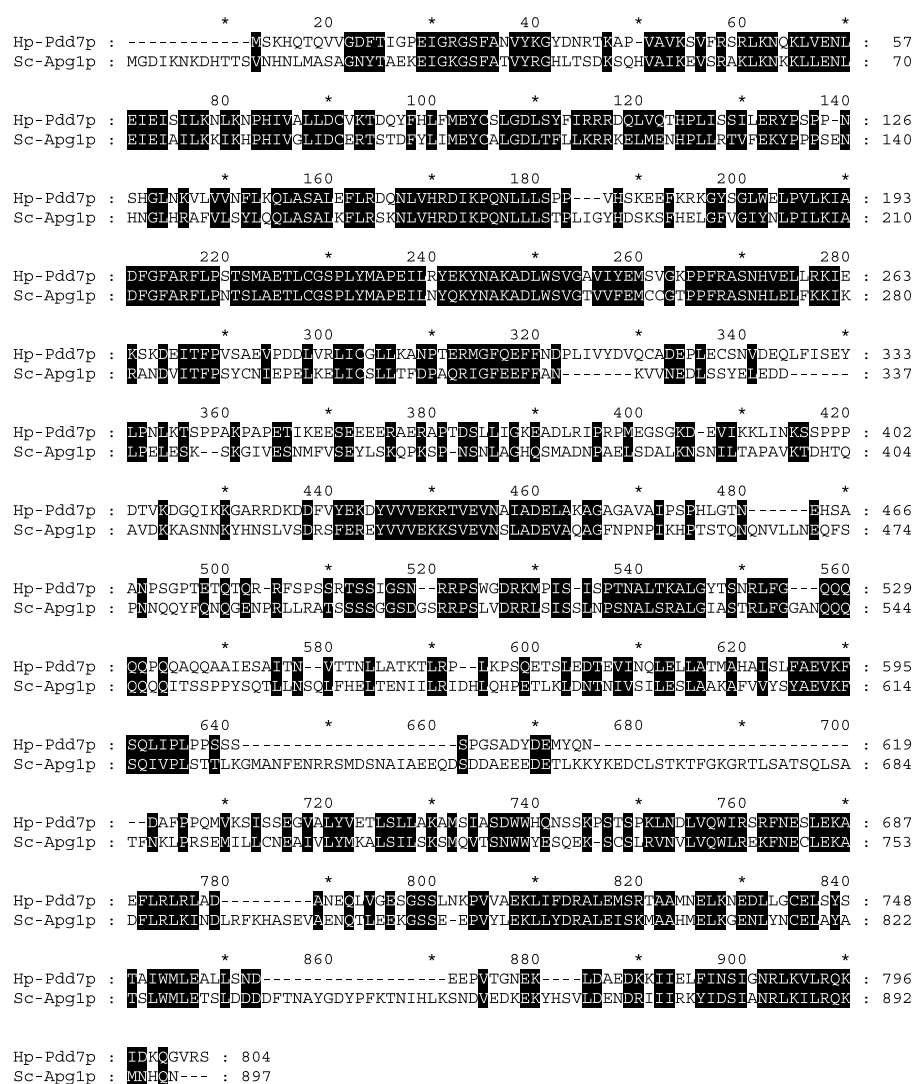 * 20 * 40 * 60 *
Hp-Pdd7p : ------------MSKHQTQVVGDFTIGPEIGRGSFANVYKGYDNRTKAP-VAVKSVFRSRLKNQKLVENL : 57
Sc-Apg1p : MGDIKNKDHTTSVNHNLMASAGNYTAEKEIGKGSFATVYRGHLTSDKSQHVAIKEVSRAKLKNKKLLENL : 70
80 * 100 * 120 * 140
Hp-Pdd7p : EIEISILKNLKNPHIVALLDCVKTDQYFHLFMEYCSLGDLSYFIRRRDQLVQTHPLISSILERYPSPP-N : 126
Sc-Apg1p : EIEIAILKKIKHPHIVGLIDCERTSTDFYLIMEYCALGDLTFLLKRRKELMENHPLLRTVFEKYPPPSEN : 140
* 160 * 180 * 200 *
Hp-Pdd7p : SHGLNKVLVVNFLKQLASALEFLRDQNLVHRDIKPQNLLLSPP---VHSKEEFKRKGYSGLWELPVLKIA : 193
Sc-Apg1p : HNGLHRAFVLSYLQQLASALKFLRSKNLVHRDIKPQNLLLSTPLIGYHDSKSFHELGFVGIYNLPILKIA : 210
220 * 240 * 260 * 280
Hp-Pdd7p : DFGFARFLPSTSMAETLCGSPLYMAPEILRYEKYNAKADLWSVGAVIYEMSVGKPPFRASNHVELLRKIE : 263
Sc-Apg1p : DFGFARFLPNTSLAETLCGSPLYMAPEILNYQKYNAKADLWSVGTVVFEMCCGTPPFRASNHLELFKKIK : 280
* 300 * 320 * 340 *
Hp-Pdd7p : KSKDEITFPVSAEVPDDLVRLICGLLKANPTERMGFQEFFNDPLIVYDVQCADEPLECSNVDEQLFISEY : 333
Sc-Apg1p : RANDVITFPSYCNIEPELKELICSLLTFDPAQRIGFEEFFAN-------KVVNEDLSSYELEDD------ : 337
360 * 380 * 400 * 420
Hp-Pdd7p : LPNLKTSPPAKPAPETIKEESEEEERAERAPTDSLLIGKEADLRIPRPMEGSGKD-EVIKKLINKSSPPP : 402
Sc-Apg1p : LPELESK--SKGIVESNMFVSEYLSKQPKSP-NSNLAGHQSMADNPAELSDALKNSNILTAPAVKTDHTQ : 404
* 440 * 460 * 480 *
Hp-Pdd7p : DTVKDGQIKKGARRDKDDFVYEKDYVVVEKRTVEVNAIADELAKAGAGAVAIPSPHLGTN------EHSA : 466
Sc-Apg1p : AVDKKASNNKYHNSLVSDRSFEREYVVVEKKSVEVNSLADEVAQAGFNPNPIKHPTSTQNQNVLLNEQFS : 474
500 * 520 * 540 * 560
Hp-Pdd7p : ANPSGPTETQTQR-RFSPSSRTSSIGSN-RRPSWGDRKMPIS-ISPTNALTKALGYTSNRLFG---QQQ : 529
Sc-Apg1p : PNNQQYFQNQGENPRLLRATSSSSGGSDGSRRPSLVDRRLSISSLNPSNALSRALGIASTRLFGGANQQQ : 544
* 580 * 600 * 620 *
Hp-Pdd7p : QQPQQAQQAAIESAITN--VTTNLLATKTLRP--LKPSQETSLEDTEVINQLELLATMAHAISLFAEVKF : 595
Sc-Apg1p : QQQQITSSPPYSQTLLNSQLFHELTENIILRIDHLQHPETLKLDNTNIVSILESLAAKAFVVYSYAEVKF : 614
640 * 660 * 680 * 700
Hp-Pdd7p : SQLIPLPPSSS---------------------SPGSADYDEMYQN------------------------- : 619
Sc-Apg1p : SQIVPLSTTLKGMANFENRRSMDSNAIAEEQDSDDAEEEDETLKKYKEDCLSTKTFGKGRTLSATSQLSA : 684
* 720 * 740 * 760 *
Hp-Pdd7p : --DAFPPQMVKSISSEGVALYVETLSLLAKAMSIASDWWHQNSSKPSTSPKLNDLVQWIRSRFNESLEKA : 687
Sc-Apg1p : TFNKLPRSEMILLCNEAIVLYMKALSILSKSMQVTSNWWYESQEK-SCSLRVNVLVQWLREKFNECLEKA : 753
780 * 800 * 820 * 840
Hp-Pdd7p : EFLRLRLAD---------ANEQLVGESGSSLNKPVVAEKLIFDRALEMSRTAAMNELKNEDLLGCELSYS : 748
Sc-Apg1p : DFLRLKINDLRFKHASEVAENQTLEEKGSSE-EPVYLEKLLYDRALEISKMAAHMELKGENLYNCELAYA : 822
* 860 * 880 * 900 *
Hp-Pdd7p : TAIWMLEALLSND------------------EEPVTGNEK----LDAEDKKIIELFINSIGNRLKVLRQK : 796
Sc-Apg1p : TSLWMLETSLDDDDFTNAYGDYPFKTNIHLKSNDVEDKEKYHSVLDENDRIIIRKYIDSIANRLKILRQK : 892
Hp-Pdd7p : IDKQGVRS : 804
Sc-Apg1p : MNHQN--- : 897